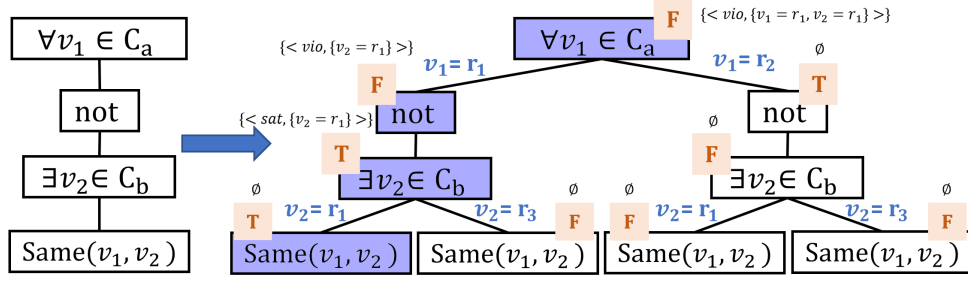 ∀v₁ ∈ Cₐ
not
∃v₂∈ C_b
Same(v₁, v₂)
F
{< vio, {v₁ = r₁, v₂ = r₁} >}
∀v₁ ∈ Cₐ
v₁= r₁
v₁= r₂
{< vio, {v₂ = r₁} >}
F
not
∅
T
not
{< sat, {v₂ = r₁} >}
T
∃v₂∈ C_b
∅
F
∃v₂∈ C_b
v₂= r₁
v₂= r₃
v₂= r₁
v₂= r₃
∅
T
Same(v₁, v₂)
∅
F
Same(v₁, v₂)
∅
F
Same(v₁, v₂)
∅
F
Same(v₁, v₂)